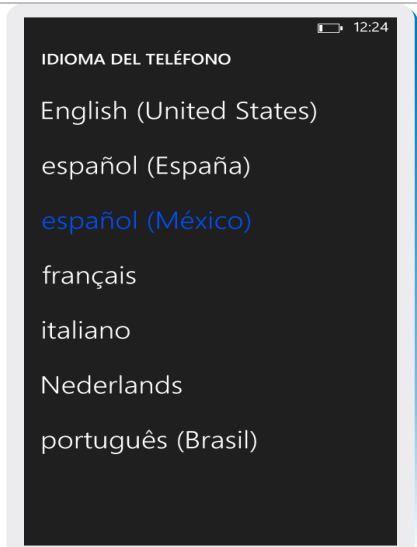 12:24
IDIOMA DEL TELÉFONO
English (United States)
español (España)
español (México)
français
italiano
Nederlands
português (Brasil)